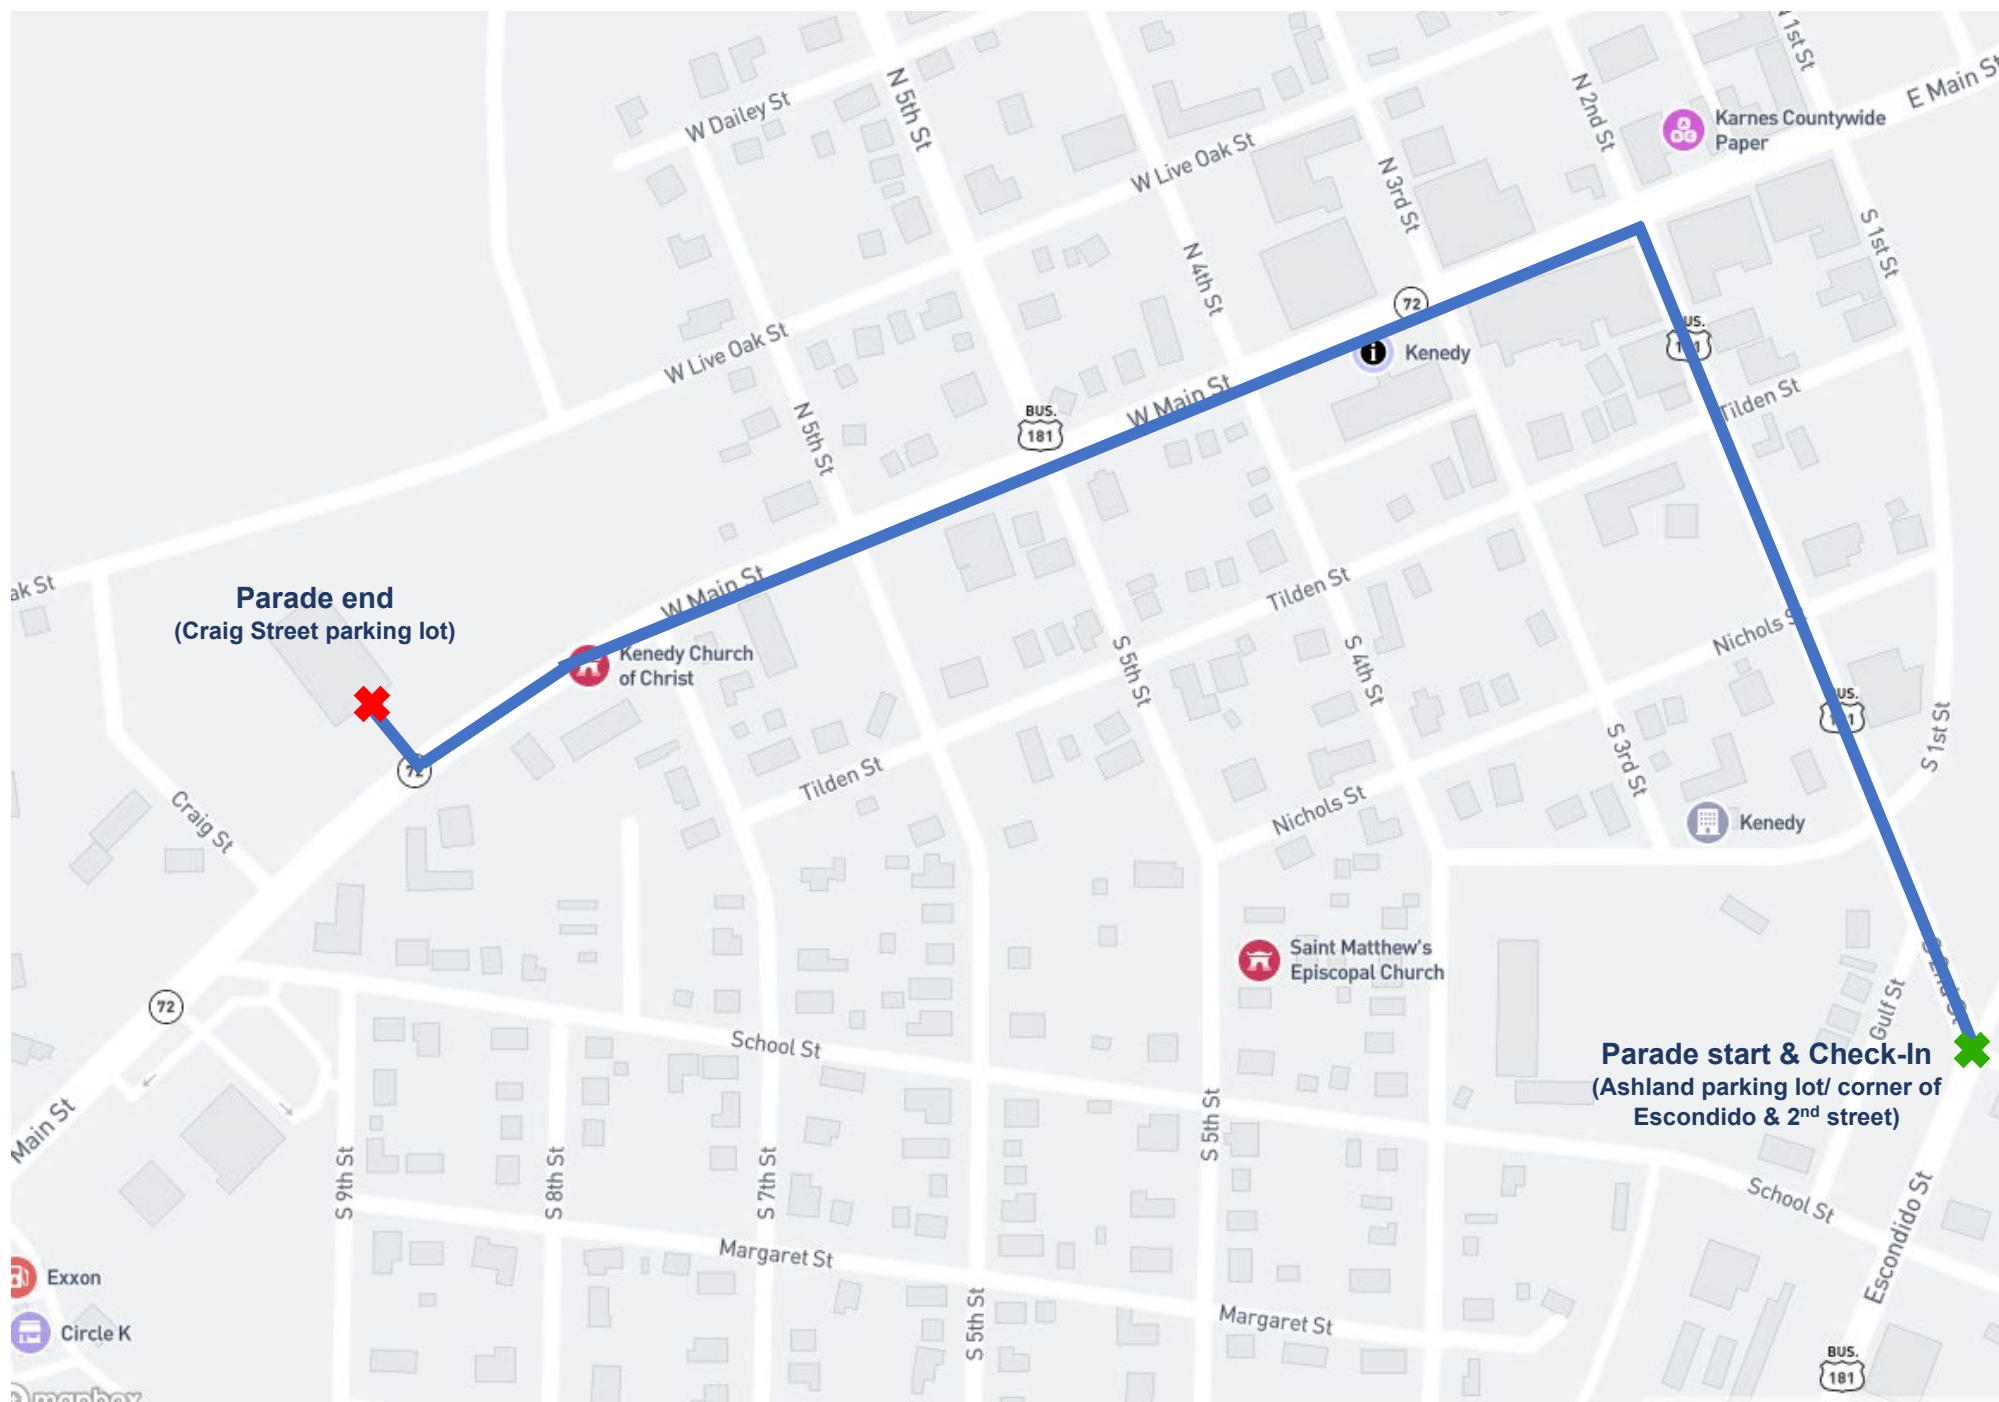 N 1st St
E Main St
W Dailey St
N 5th St
N 2nd St
Karnes Countywide
Paper
W Live Oak St
N 3rd St
S 1st St
N 4th St
72
Kenedy
W Live Oak St
BUS.
181
W Main St
Tilden St
N 5th St
ak St
Parade end
(Craig Street parking lot)
W Main St
Kenedy Church
of Christ
Tilden St
Nichols S
S 5th St
S 4th St
S 3rd St
S 1st St
72
Tilden St
Craig St
Nichols St
Kenedy
Saint Matthew's
Episcopal Church
S 2nd St
Gulf St
72
School St
Parade start & Check-In
(Ashland parking lot/ corner of
Escondido & 2nd street)
Main St
S 9th St
S 8th St
S 7th St
S 5th St
School St
Escondido St
Margaret St
Exxon
Circle K
S 5th St
Margaret St
BUS.
181
mapbox